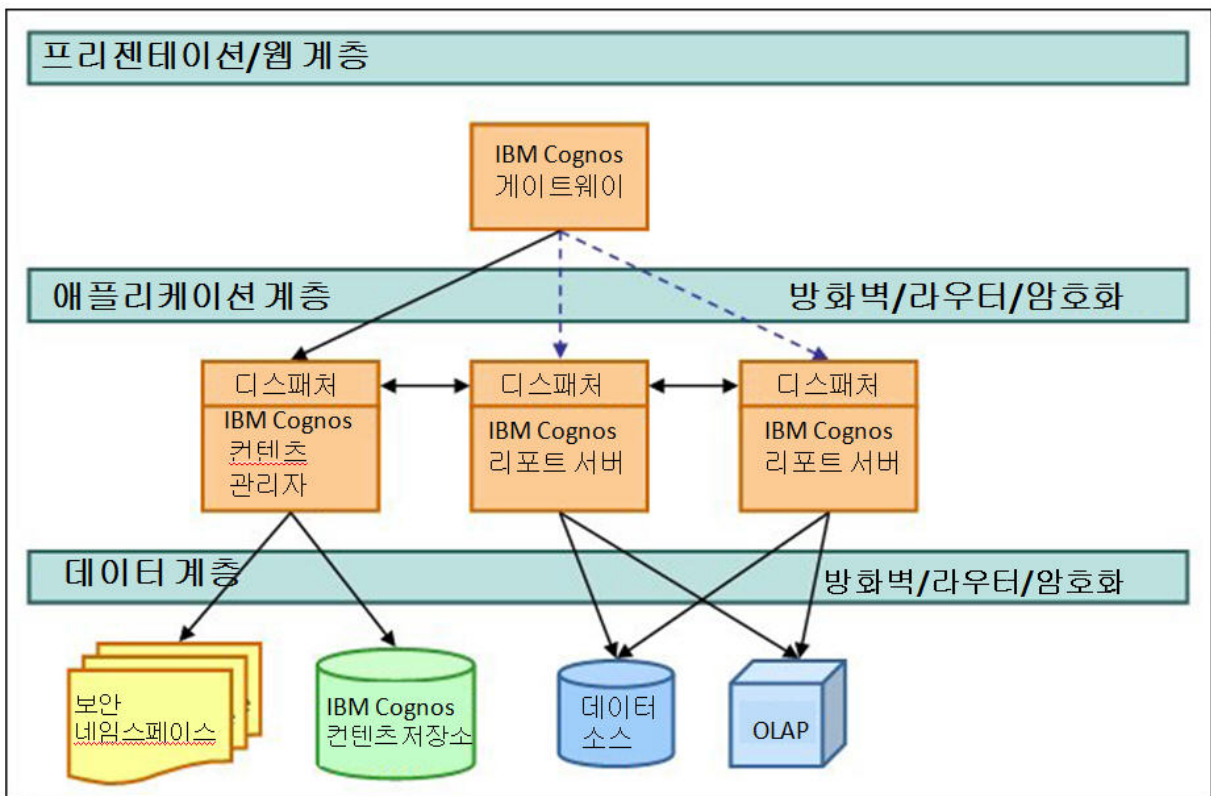 프리젠테이션/웹 계층
IBM Cognos
게이트웨이
애플리케이션 계층
방화벽/라우터/암호화
디스패처
IBM Cognos
컨텐츠
관리자
디스패처
IBM Cognos
리포트 서버
디스패처
IBM Cognos
리포트 서버
데이터 계층
방화벽/라우터/암호화
보안
네임스페이스
IBM Cognos
컨텐츠 저장소
데이터
소스
OLAP